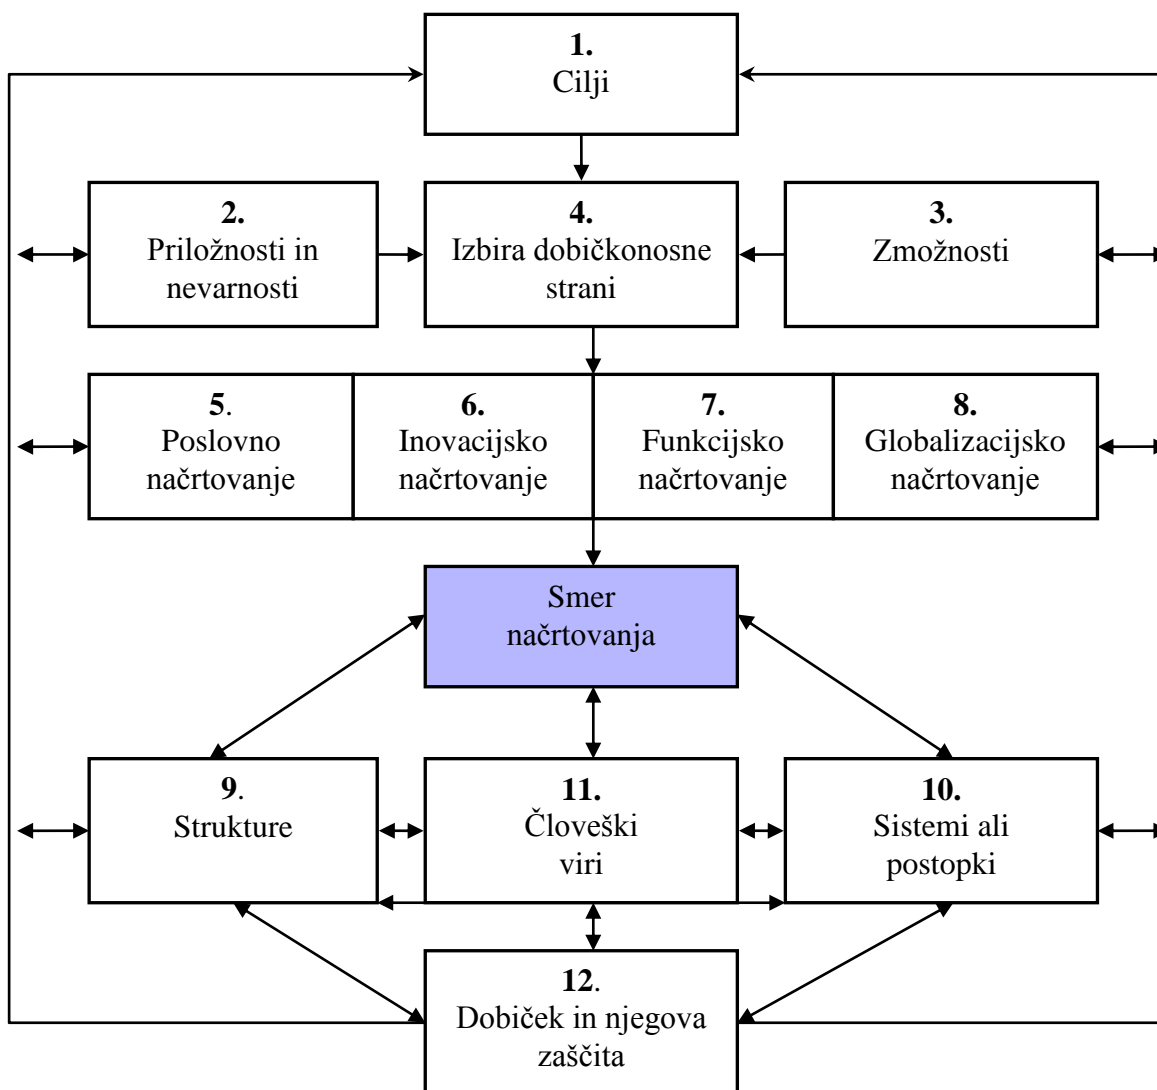 1.
Cilji
2.
Priložnosti in
nevarnosti
4.
Izbira dobičkonosne
strani
3.
Zmožnosti
5.
Poslovno
načrtovanje
6.
Inovacijsko
načrtovanje
7.
Funkcijsko
načrtovanje
8.
Globalizacijsko
načrtovanje
Smer
načrtovanja
9.
Strukture
11.
Človeški
viri
10.
Sistemi ali
postopki
12.
Dobiček in njegova
zaščita